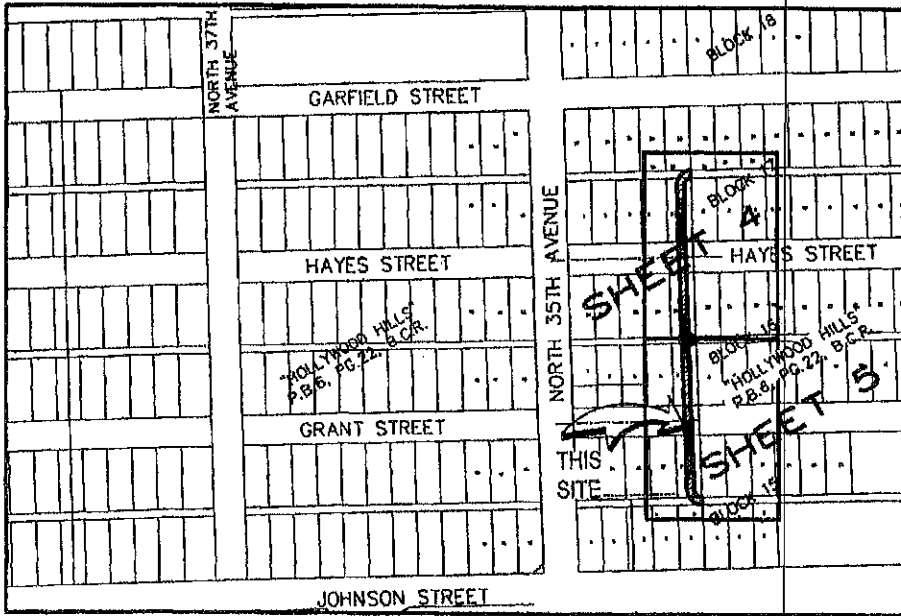 NORTH 37TH
AVENUE
BLOCK 18
GARFIELD STREET
NORTH 35TH AVENUE
BLOCK 17
SHEET 4
HAYES STREET
HAYES STREET
"HOLLYWOOD HILLS"
P.B.6, PG.22, B.C.R.
BLOCK 16
"HOLLYWOOD HILLS"
P.B.6, PG.22, B.C.R.
SHEET 5
GRANT STREET
THIS
SITE
BLOCK 15
JOHNSON STREET